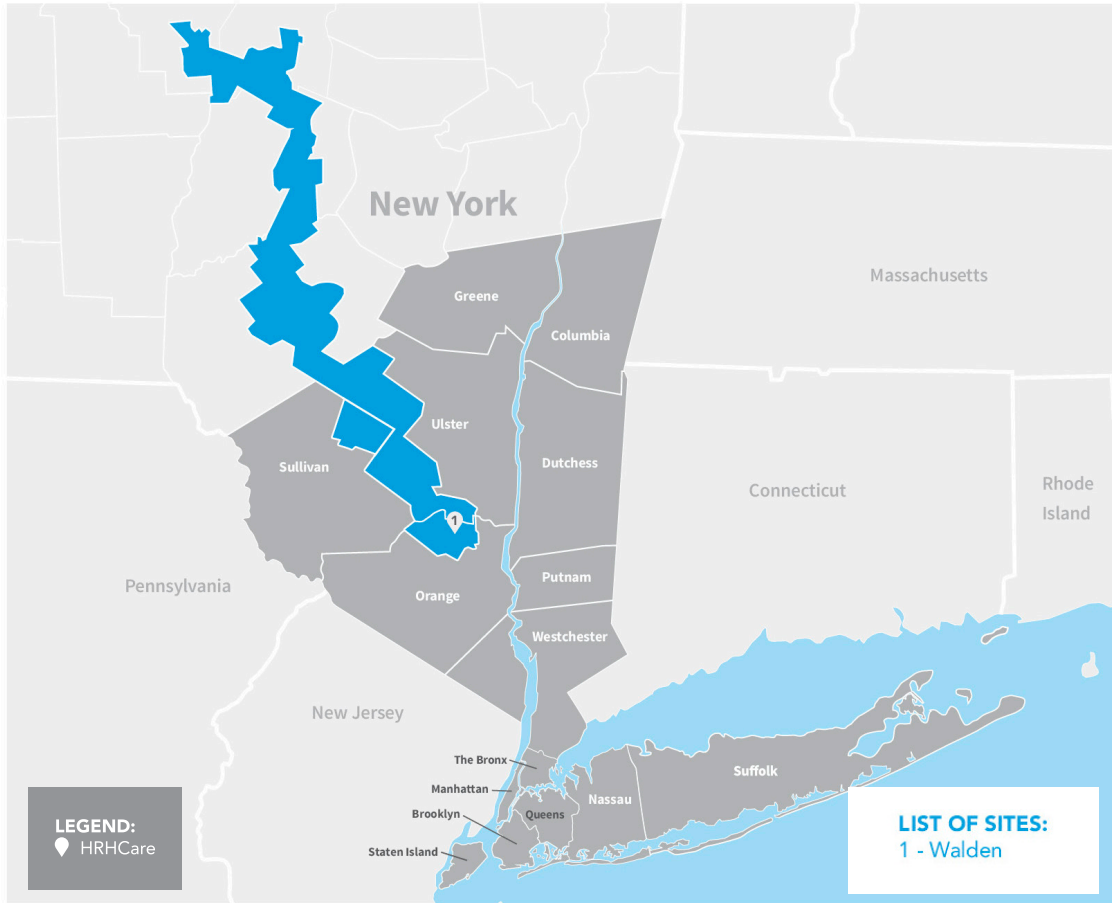 New York
Massachusetts
Greene
Columbia
Ulster
Sullivan
Dutchess
Connecticut
Rhode
Island
1
Pennsylvania
Putnam
Orange
Westchester
New Jersey
The Bronx
Suffolk
Manhattan
Nassau
Brooklyn
Queens
Staten Island
LEGEND:
HRHCare
LIST OF SITES:
1 - Walden